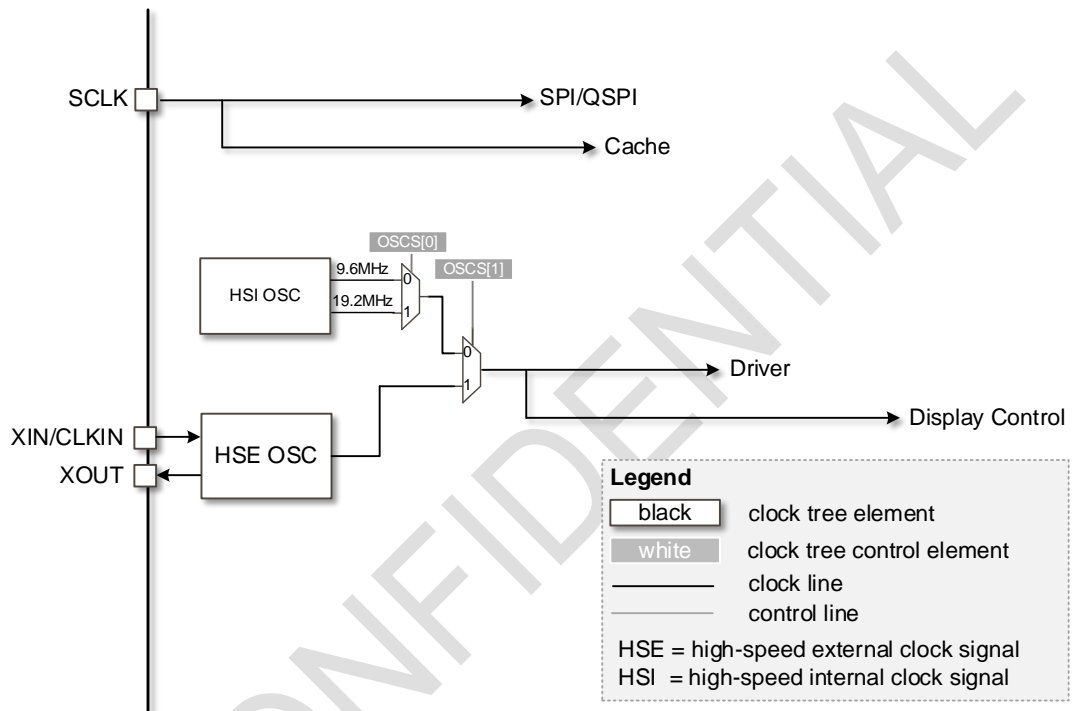 SCLK
SPI/QSPI
Cache
OSCS[0]
OSCS[1]
HSI OSC
9.6MHz
0
19.2MHz
1
0
1
Driver
Display Control
XIN/CLKIN
XOUT
HSE OSC
Legend
black clock tree element
white clock tree control element
clock line
control line
HSE = high-speed external clock signal
HSI = high-speed internal clock signal
ONFIDENTIAL